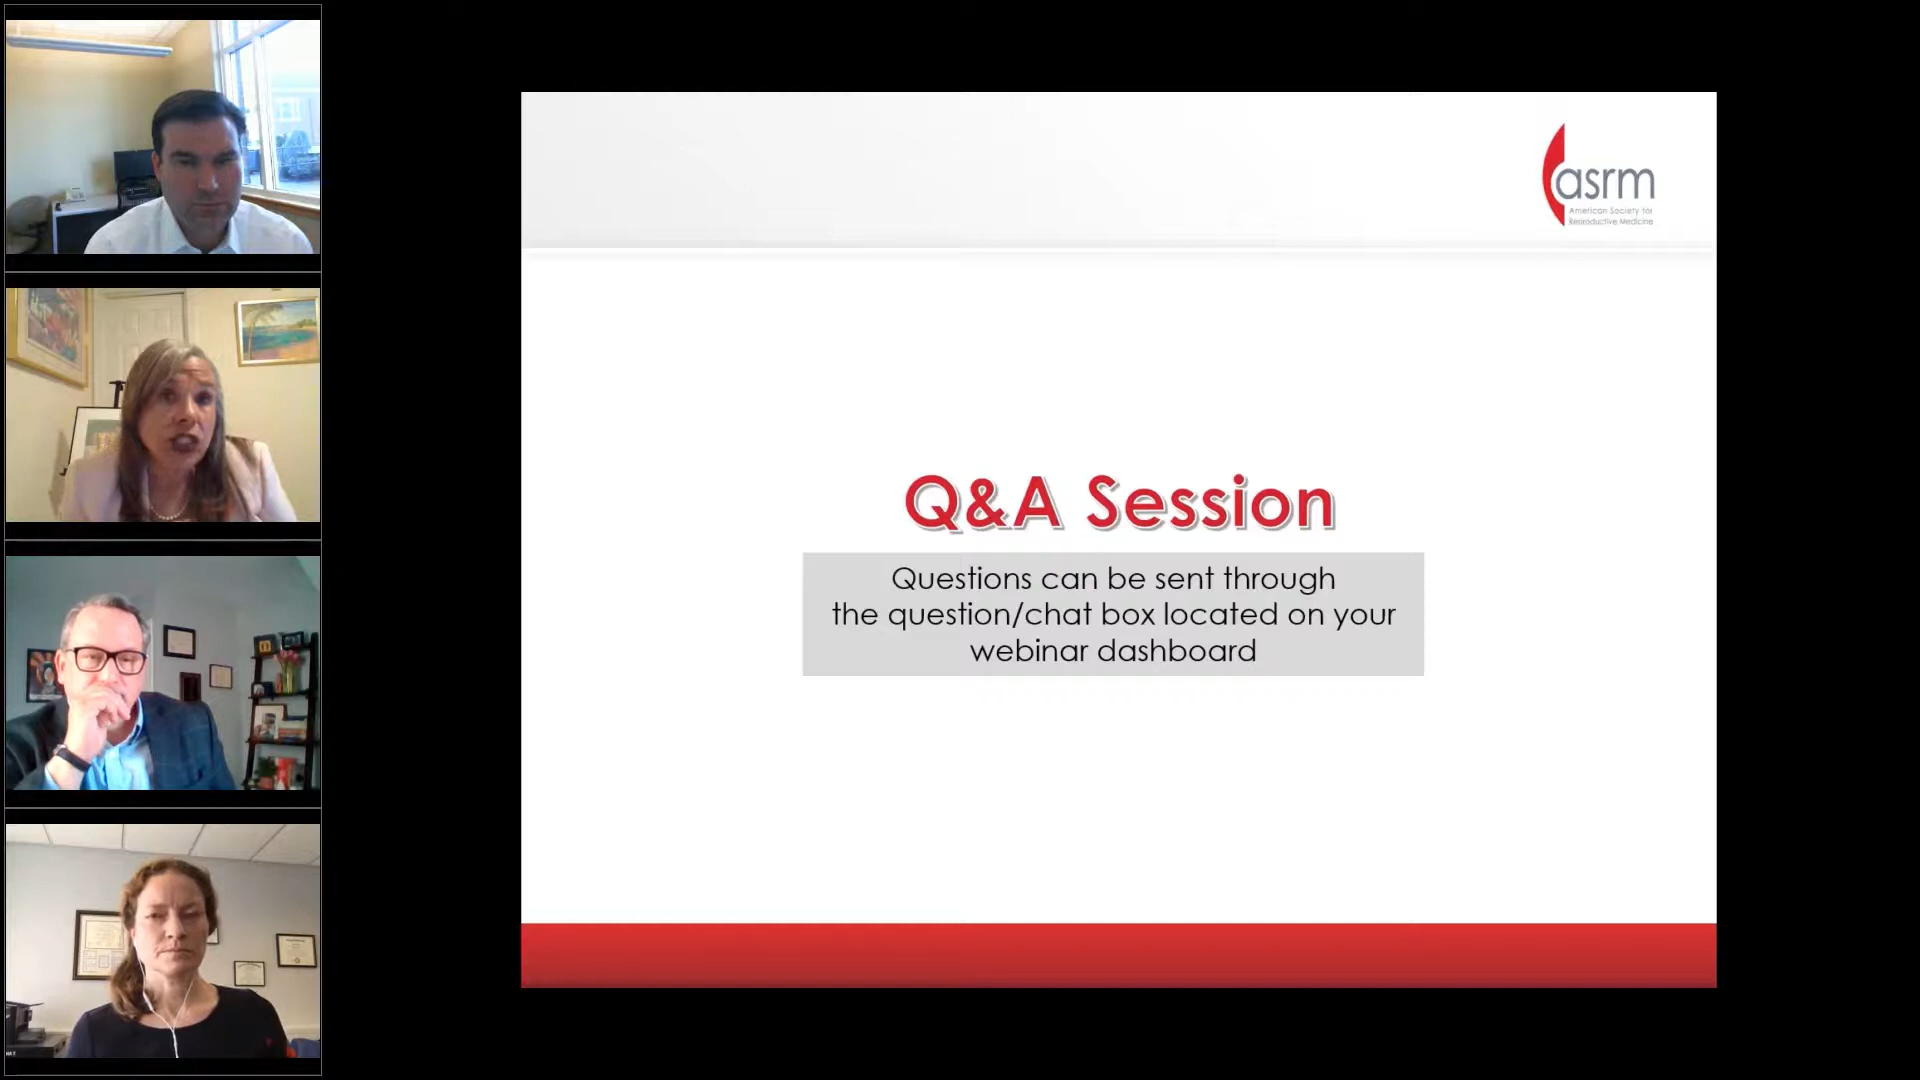 asrm
American Society for
Reproductive Medicine
Q&A Session
Questions can be sent through
the question/chat box located on your
webinar dashboard